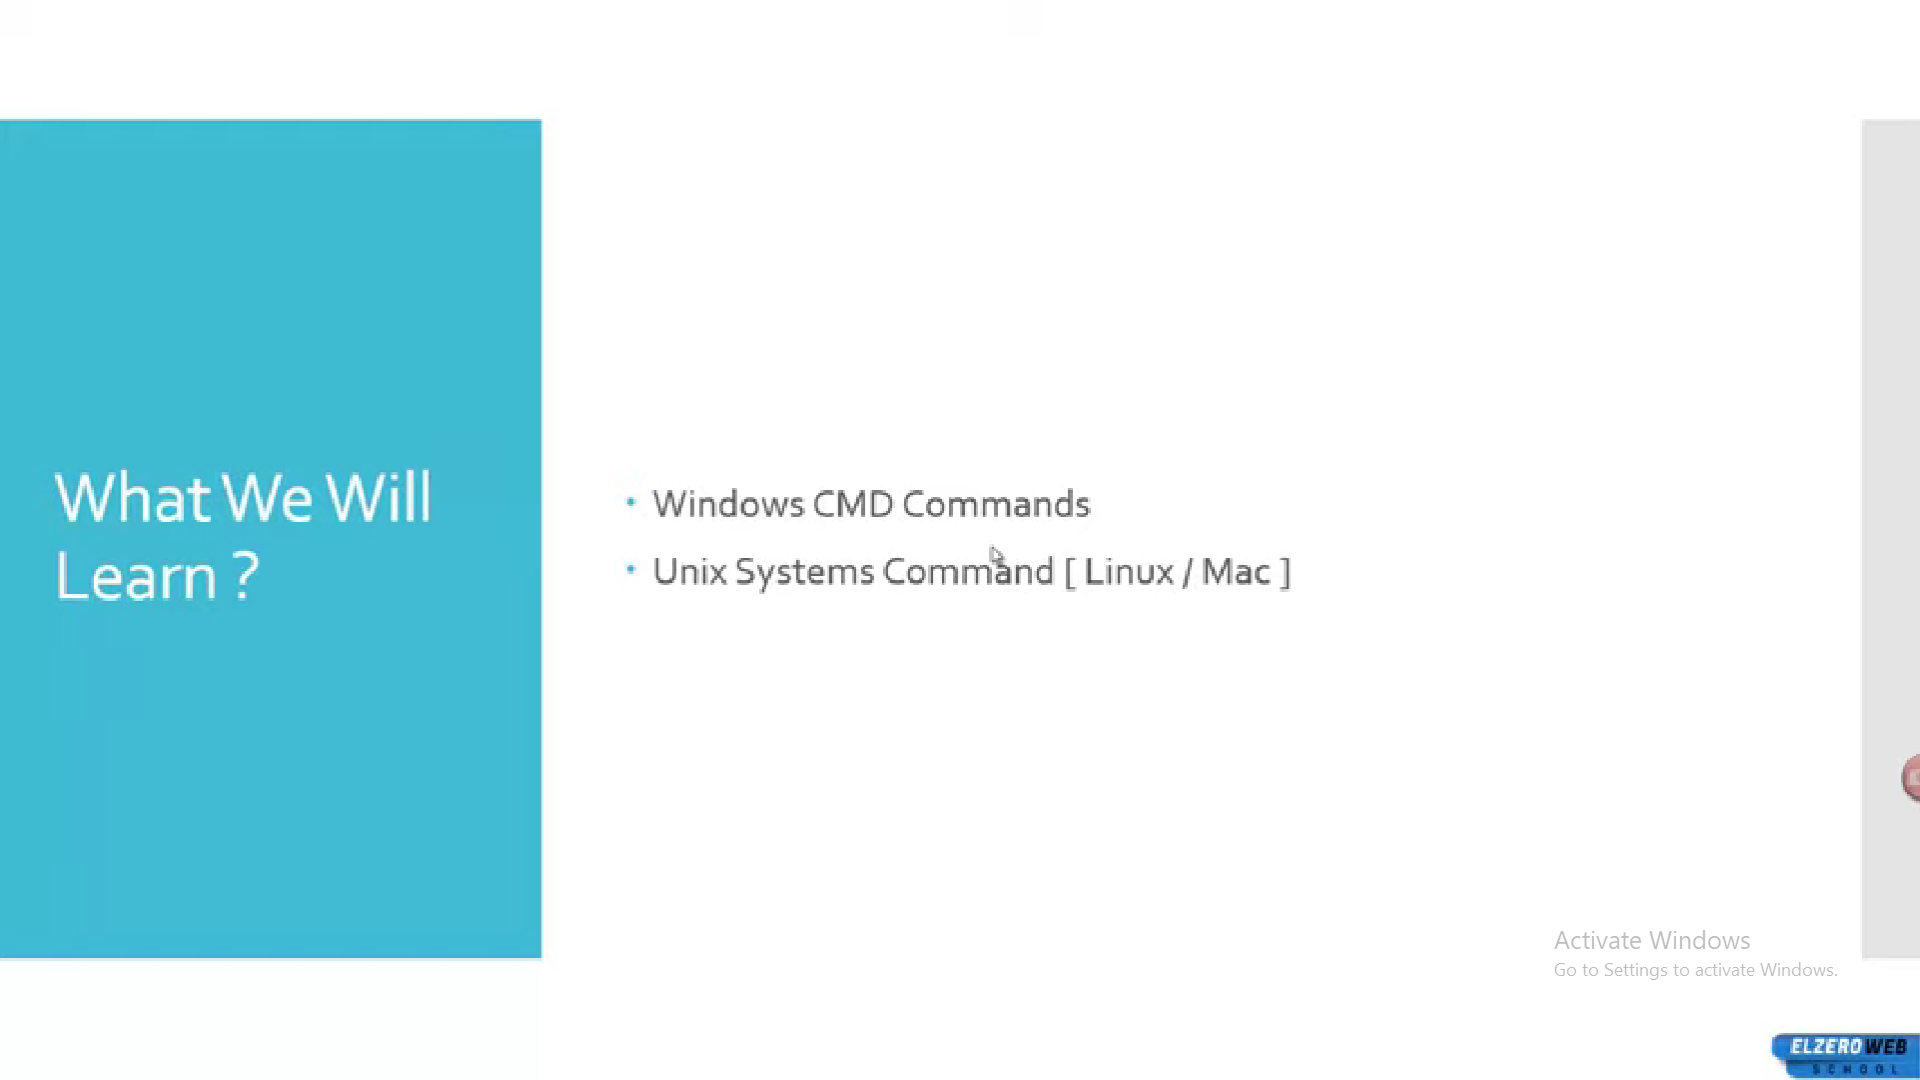 What We Will
Learn ?
• Windows CMD Commands
• Unix Systems Command [ Linux / Mac ]
Activate Windows
Go to Settings to activate Windows.
ELZERO WEB
SCHOOL